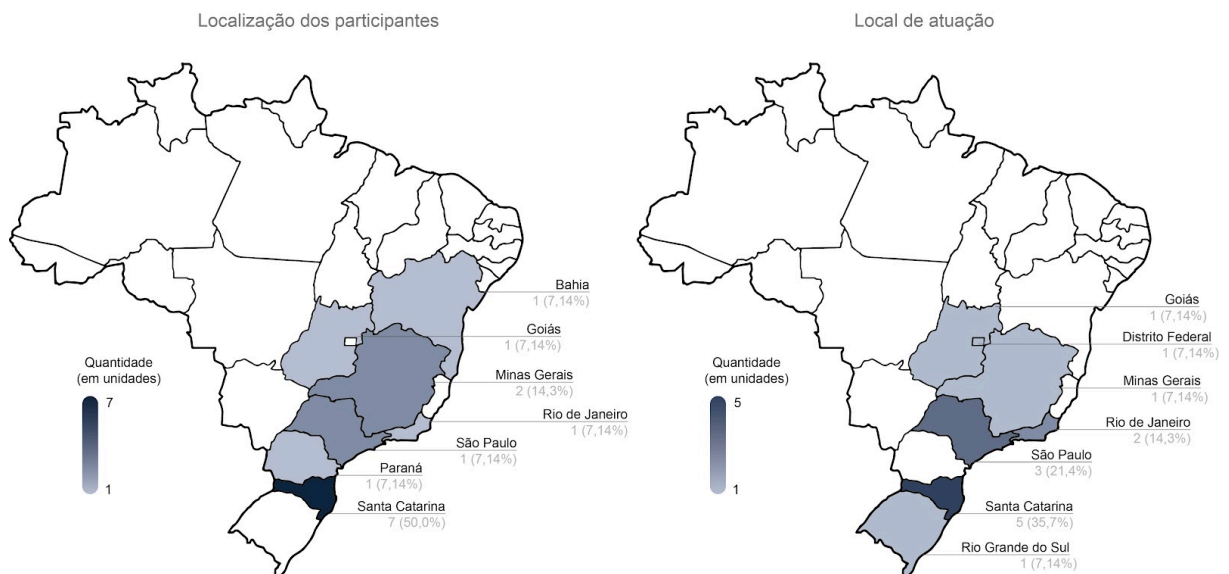 Localização dos participantes
Bahia
1 (7,14%)
Goiás
1 (7,14%)
Minas Gerais
2 (14,3%)
Rio de Janeiro
1 (7,14%)
São Paulo
1 (7,14%)
Paraná
1 (7,14%)
Santa Catarina
7 (50,0%)
Quantidade
(em unidades)
7
1
Local de atuação
Goiás
1 (7,14%)
Distrito Federal
1 (7,14%)
Minas Gerais
1 (7,14%)
Rio de Janeiro
2 (14,3%)
São Paulo
3 (21,4%)
Santa Catarina
5 (35,7%)
Rio Grande do Sul
1 (7,14%)
Quantidade
(em unidades)
5
1